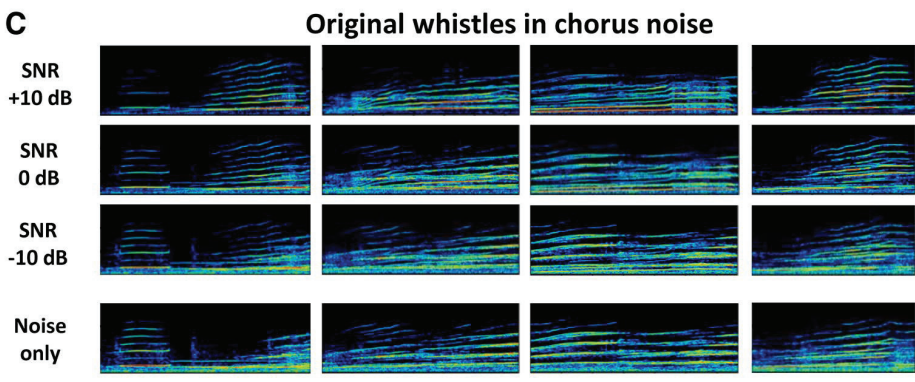 C
Original whistles in chorus noise
SNR
+10 dB
SNR
0 dB
SNR
-10 dB
Noise
only